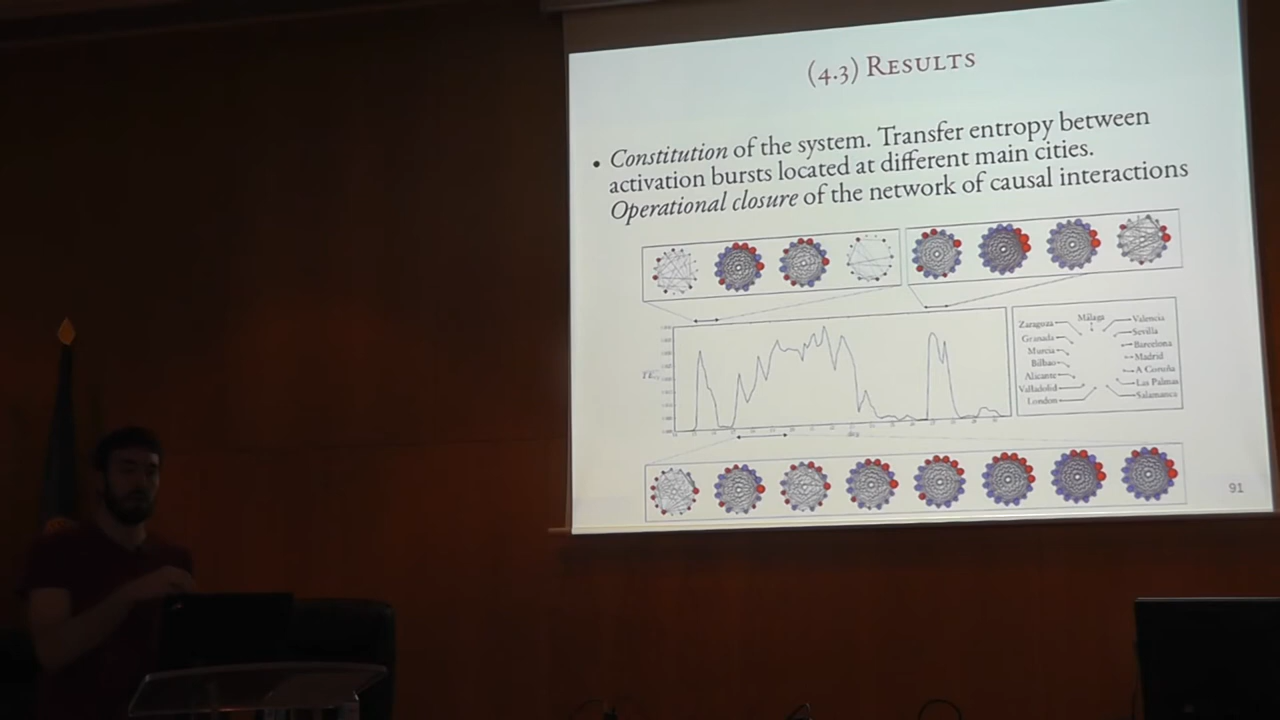 (4.3) Results
• Constitution of the system. Transfer entropy between
activation bursts located at different main cities.
Operational closure of the network of causal interactions
Málaga
Valencia
Zaragoza
Sevilla
Granada
Barcelona
Murcia
Madrid
Bilbao
A Coruña
Alicante
Las Palmas
Valladolid
Salamanca
London
91